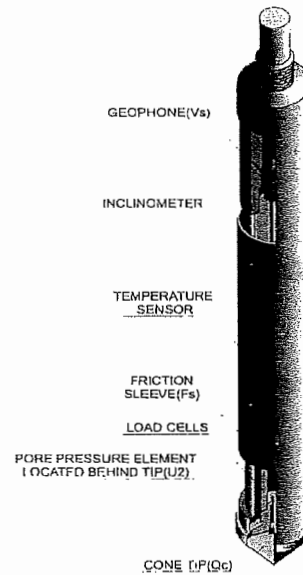 GEOPHONE(Vs)
INCLINOMETER
TEMPERATURE
SENSOR
FRICTION
SLEEVE(Fs)
LOAD CELLS
PORE PRESSURE ELEMENT
LOCATED BEHIND TIP(U2)
CONE TIP(Qc)